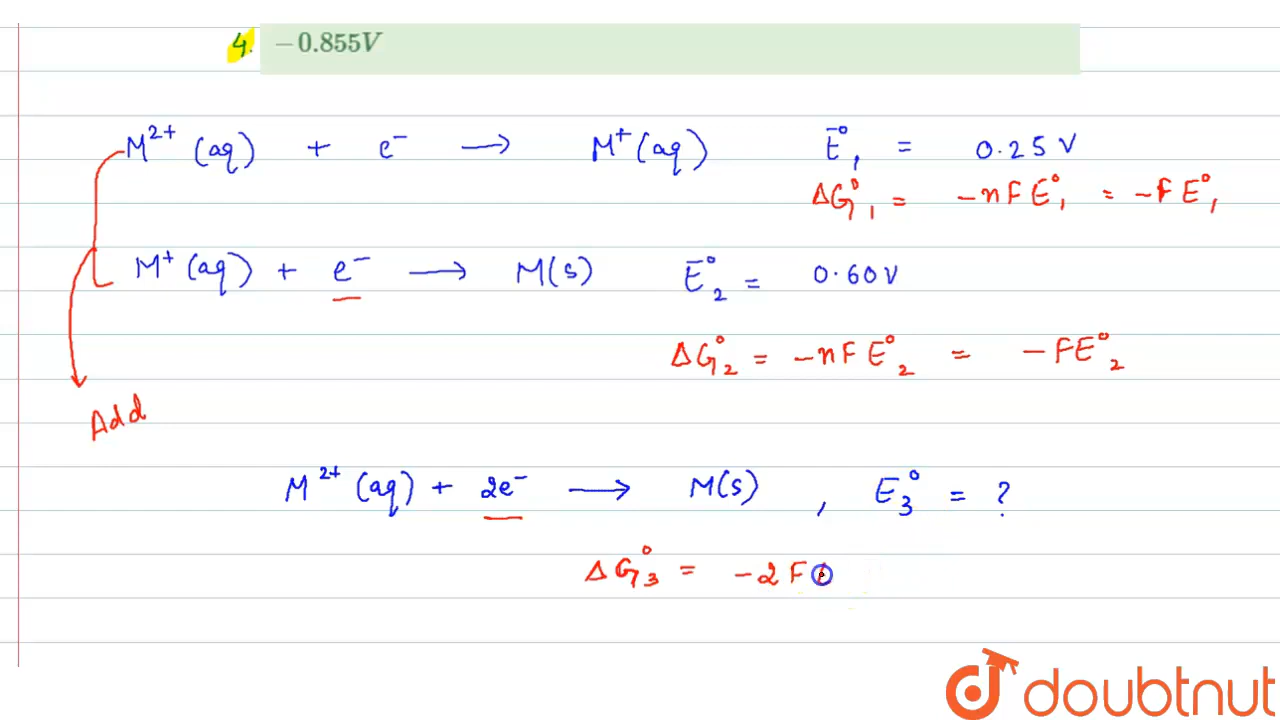 4. −0.855V
M²⁺ (aq) + e⁻ → M⁺ (aq) E°₁ = 0.25 V
ΔG°₁ = −nFE°₁ = −FE°₁
M⁺ (aq) + e⁻ → M(s) E°₂ = 0.60V
ΔG°₂ = −nFE°₂ = −FE°₂
Add
M²⁺ (aq) + 2e⁻ → M(s) , E°₃ = ?
ΔG°₃ = −2F
doubtnut